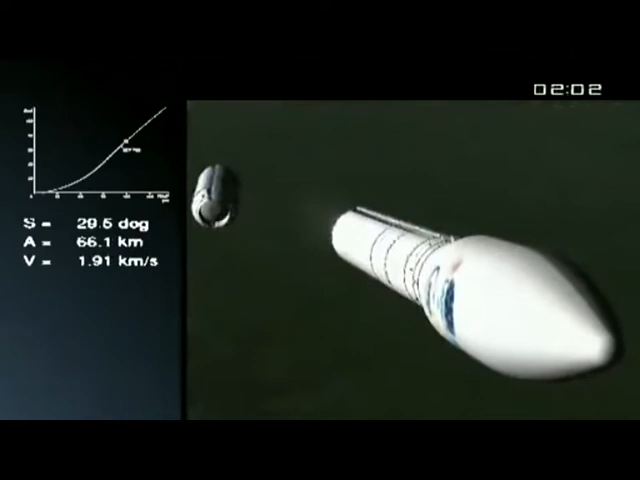 02:02
S = 29.5 dog
A = 66.1 km
V = 1.91 km/s